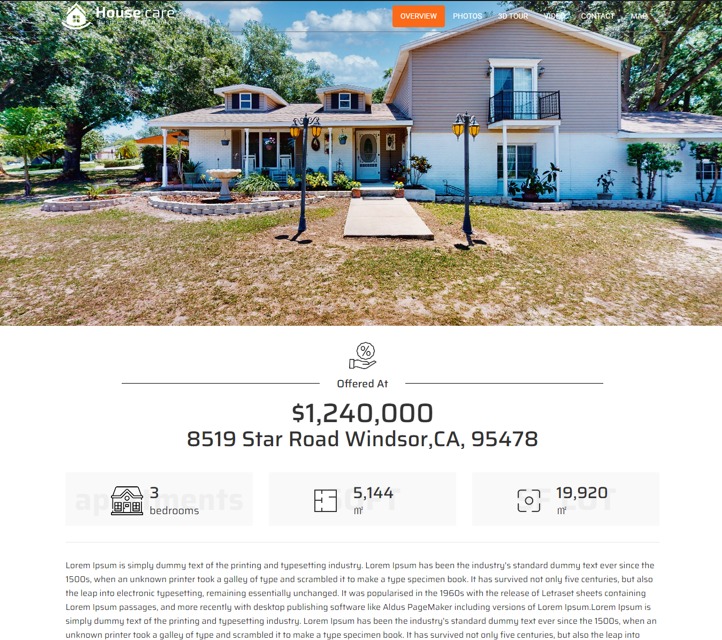 House care
OVERVIEW PHOTOS 3D TOUR VIDEO CONTACT MAP
Offered At
$1,240,000
8519 Star Road Windsor,CA, 95478
3
bedrooms
5,144
m²
19,920
m²
Lorem Ipsum is simply dummy text of the printing and typesetting industry. Lorem Ipsum has been the industry's standard dummy text ever since the
1500s, when an unknown printer took a galley of type and scrambled it to make a type specimen book. It has survived not only five centuries, but also
the leap into electronic typesetting, remaining essentially unchanged. It was popularised in the 1960s with the release of Letraset sheets containing
Lorem Ipsum passages, and more recently with desktop publishing software like Aldus PageMaker including versions of Lorem Ipsum.Lorem Ipsum is
simply dummy text of the printing and typesetting industry. Lorem Ipsum has been the industry's standard dummy text ever since the 1500s, when an
unknown printer took a galley of type and scrambled it to make a type specimen book. It has survived not only five centuries, but also the leap into